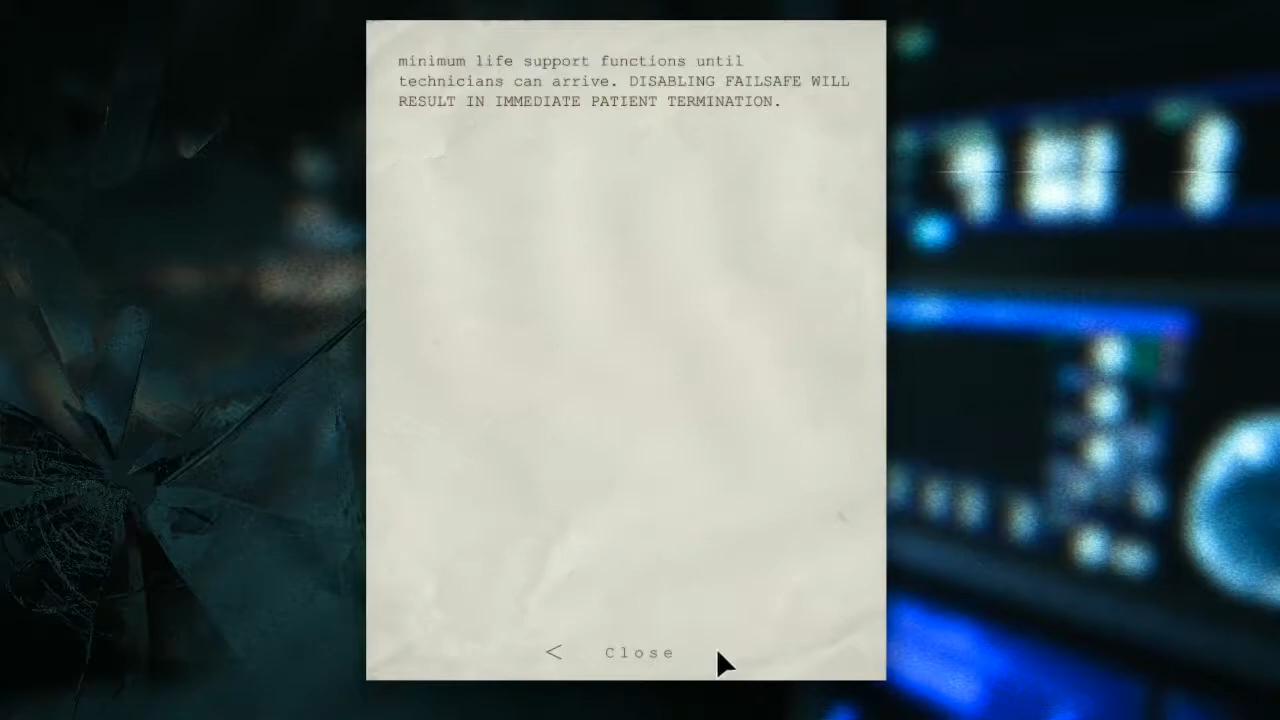 minimum life support functions until
technicians can arrive. DISABLING FAILSAFE WILL
RESULT IN IMMEDIATE PATIENT TERMINATION.
< Close